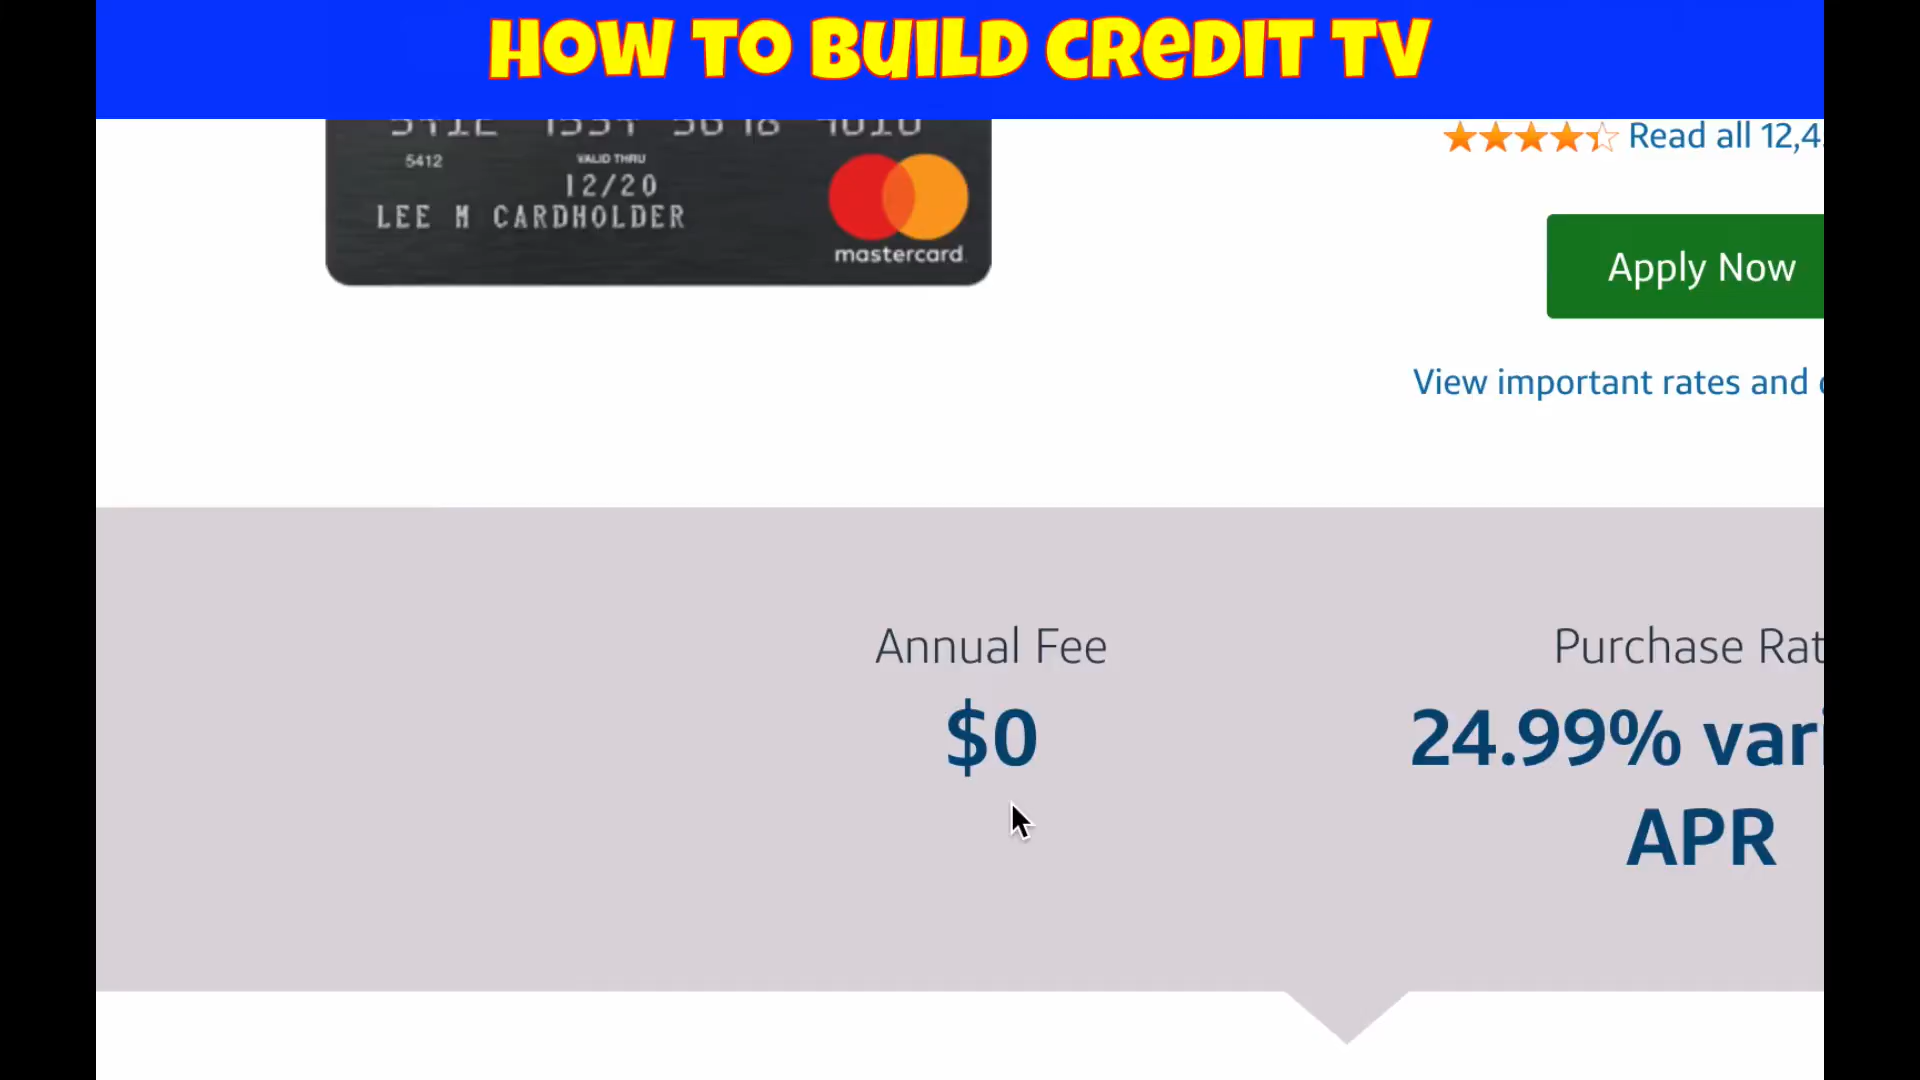 HOW TO BUILD CREDIT TV
5412
VALID THRU
12/20
LEE M CARDHOLDER
mastercard
Read all 12,4
Apply Now
View important rates and
Annual Fee
$0
Purchase Rat
24.99% vari
APR